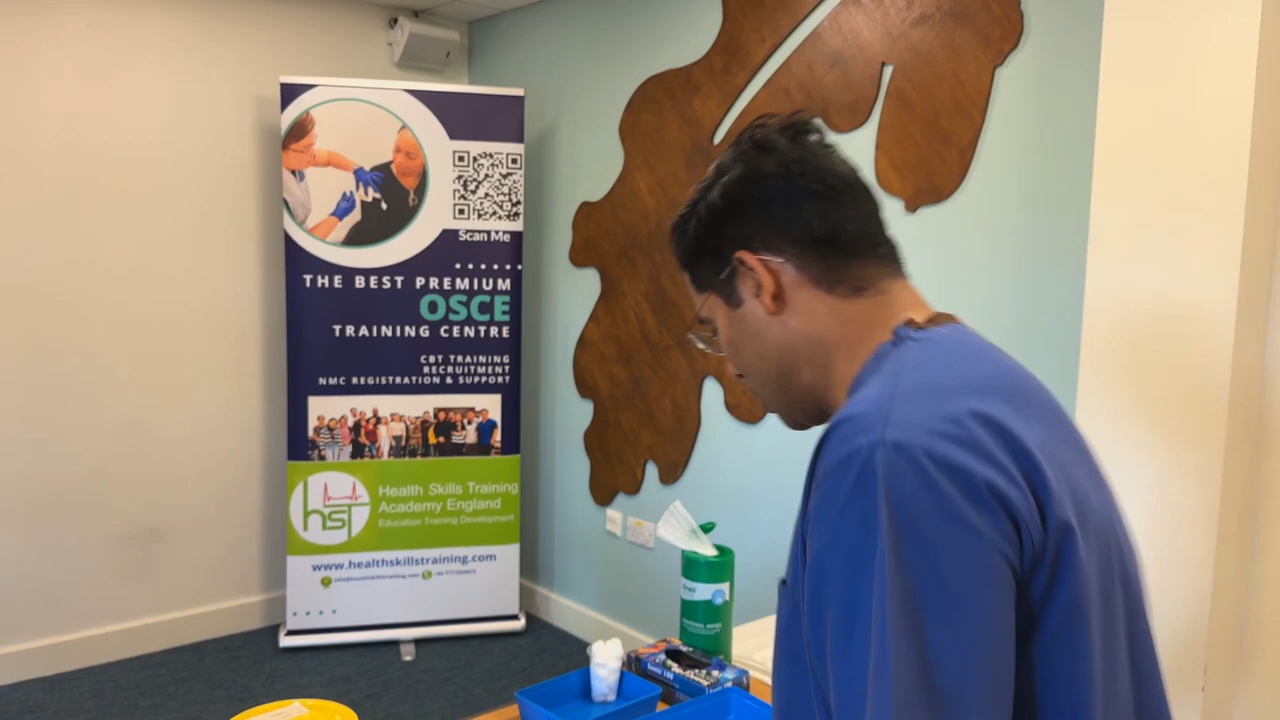 Scan Me
THE BEST PREMIUM
OSCE
TRAINING CENTRE
CBT TRAINING
RECRUITMENT
NMC REGISTRATION & SUPPORT
hst
Health Skills Training
Academy England
Education Training Development
www.healthskillstraining.com